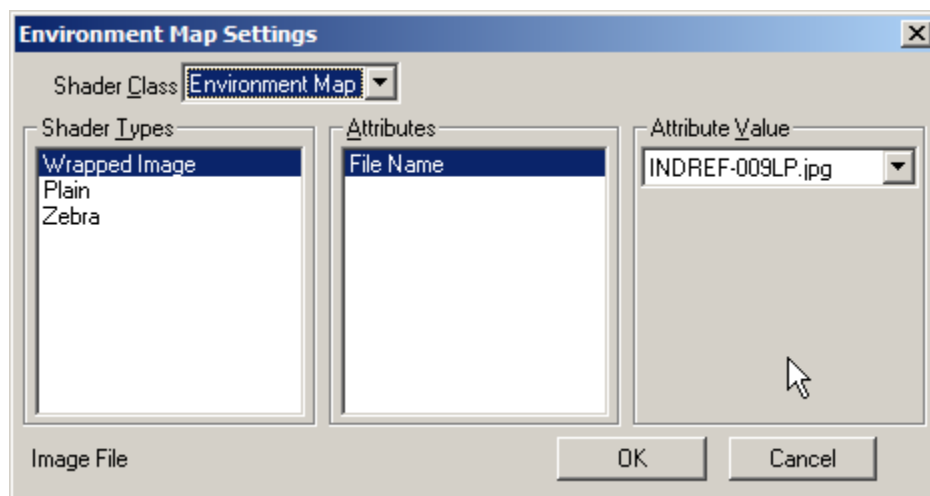 Environment Map Settings
Shader Class Environment Map
Shader Types
Wrapped Image
Plain
Zebra
Attributes
File Name
Attribute Value
INDREF-009LP.jpg
Image File
OK
Cancel